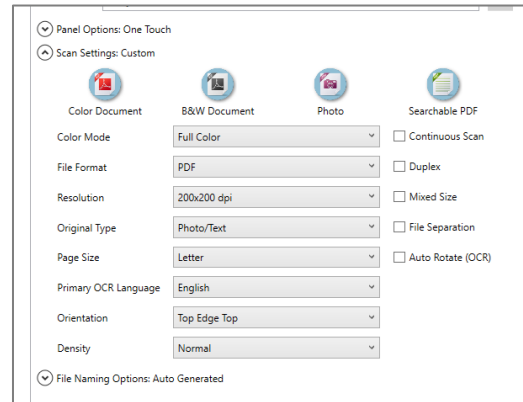 Panel Options: One Touch
Scan Settings: Custom
Color Document B&W Document Photo Searchable PDF
Color Mode Full Color Continuous Scan
File Format PDF Duplex
Resolution 200x200 dpi Mixed Size
Original Type Photo/Text File Separation
Page Size Letter Auto Rotate (OCR)
Primary OCR Language English
Orientation Top Edge Top
Density Normal
File Naming Options: Auto Generated